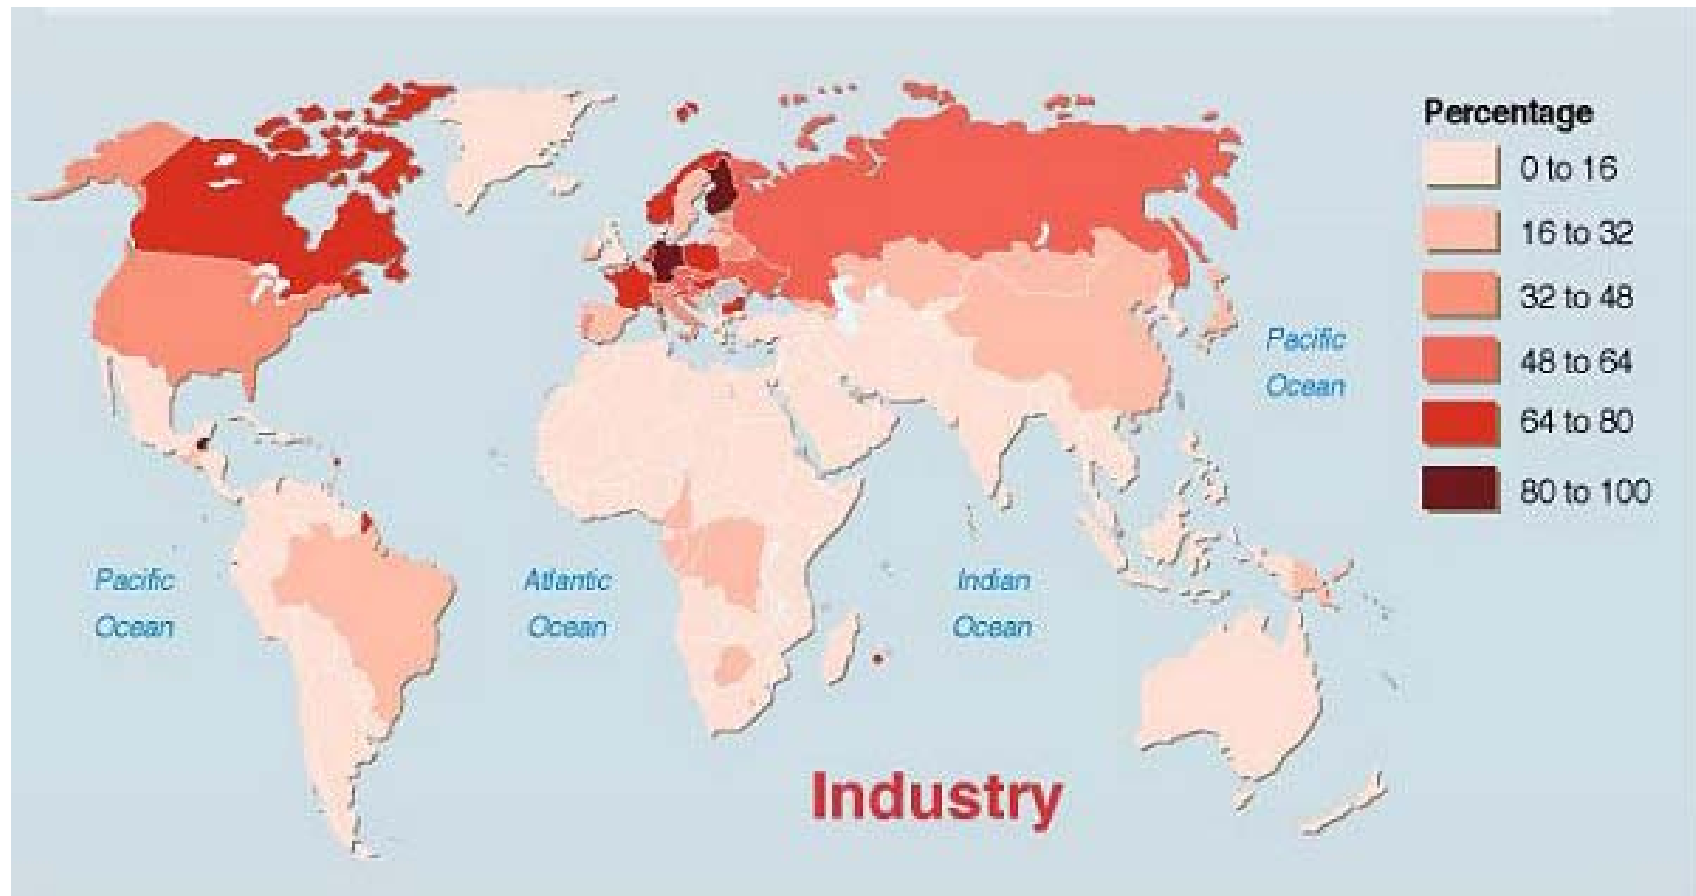 Percentage
0 to 16
16 to 32
32 to 48
48 to 64
64 to 80
80 to 100
Pacific
Ocean
Pacific
Ocean
Atlantic
Ocean
Indian
Ocean
Industry